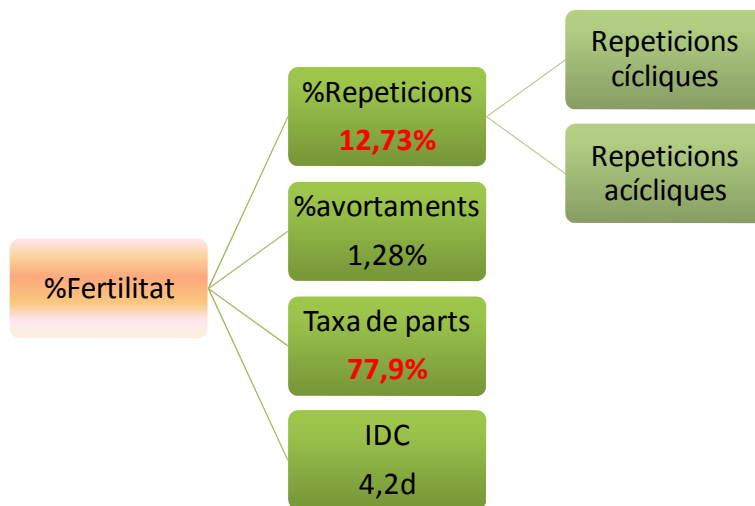 %Fertilitat
%Repeticions
12,73%
%avortaments
1,28%
Taxa de parts
77,9%
IDC
4,2d
Repeticions
cícliques
Repeticions
acícliques